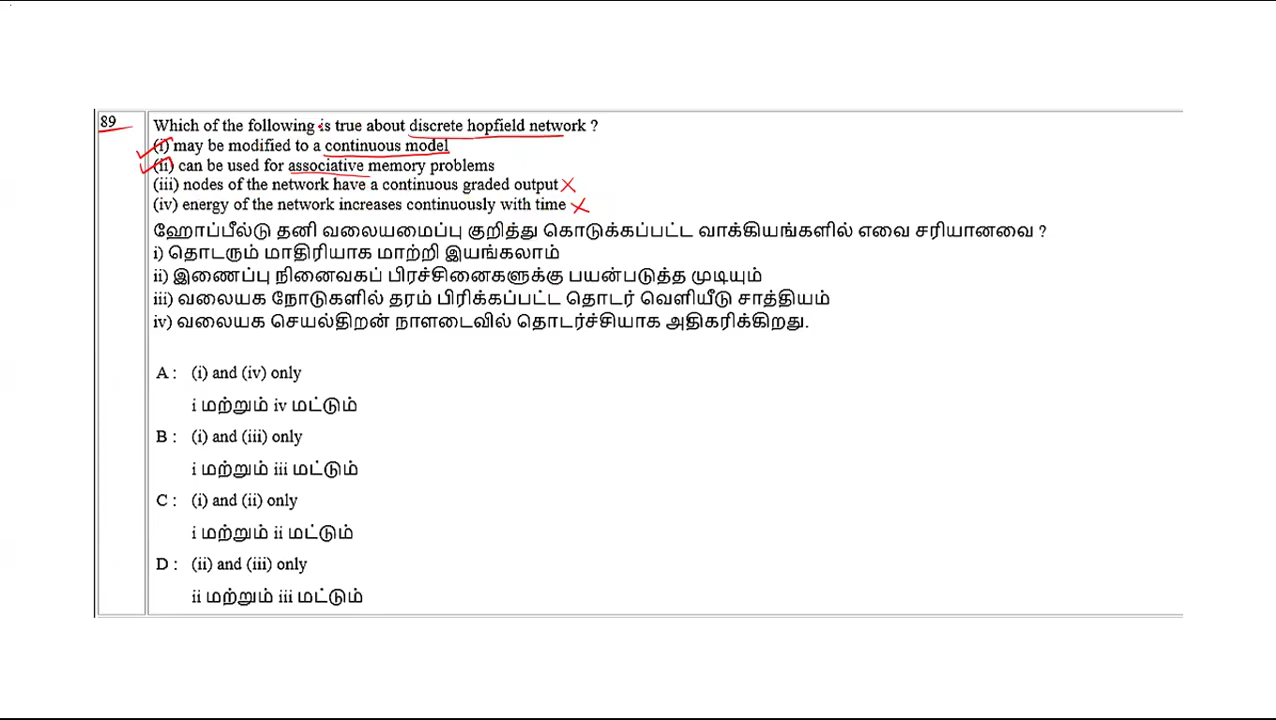 89
Which of the following is true about discrete hopfield network ?
(i) may be modified to a continuous model
(ii) can be used for associative memory problems
(iii) nodes of the network have a continuous graded output
(iv) energy of the network increases continuously with time
ஹோப்பீல்டு தனி வலையமைப்பு குறித்து கொடுக்கப்பட்ட வாக்கியங்களில் எவை சரியானவை ?
i) தொடரும் மாதிரியாக மாற்றி இயங்கலாம்
ii) இணைப்பு நினைவகப் பிரச்சினைகளுக்கு பயன்படுத்த முடியும்
iii) வலையக நோடுகளில் தரம் பிரிக்கப்பட்ட தொடர் வெளியீடு சாத்தியம்
iv) வலையக செயல்திறன் நாளடைவில் தொடர்ச்சியாக அதிகரிக்கிறது.
A : (i) and (iv) only
i மற்றும் iv மட்டும்
B : (i) and (iii) only
i மற்றும் iii மட்டும்
C : (i) and (ii) only
i மற்றும் ii மட்டும்
D : (ii) and (iii) only
ii மற்றும் iii மட்டும்